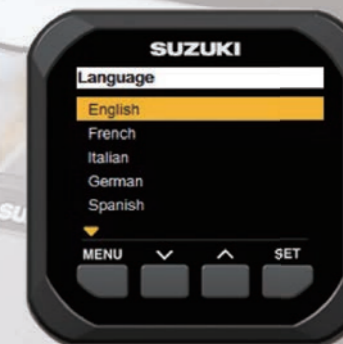 SUZUKI
Language
English
French
Italian
German
Spanish
MENU
SET